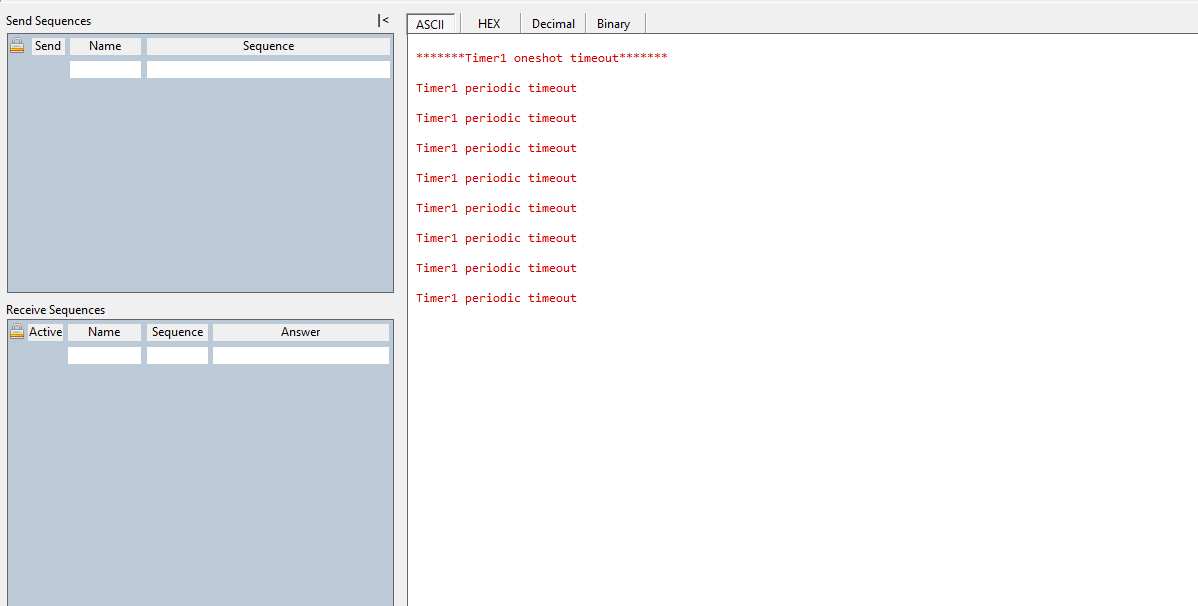 Send Sequences
|<
Send Name Sequence
Receive Sequences
Active Name Sequence Answer
ASCII HEX Decimal Binary
*******Timer1 oneshot timeout*******
Timer1 periodic timeout
Timer1 periodic timeout
Timer1 periodic timeout
Timer1 periodic timeout
Timer1 periodic timeout
Timer1 periodic timeout
Timer1 periodic timeout
Timer1 periodic timeout